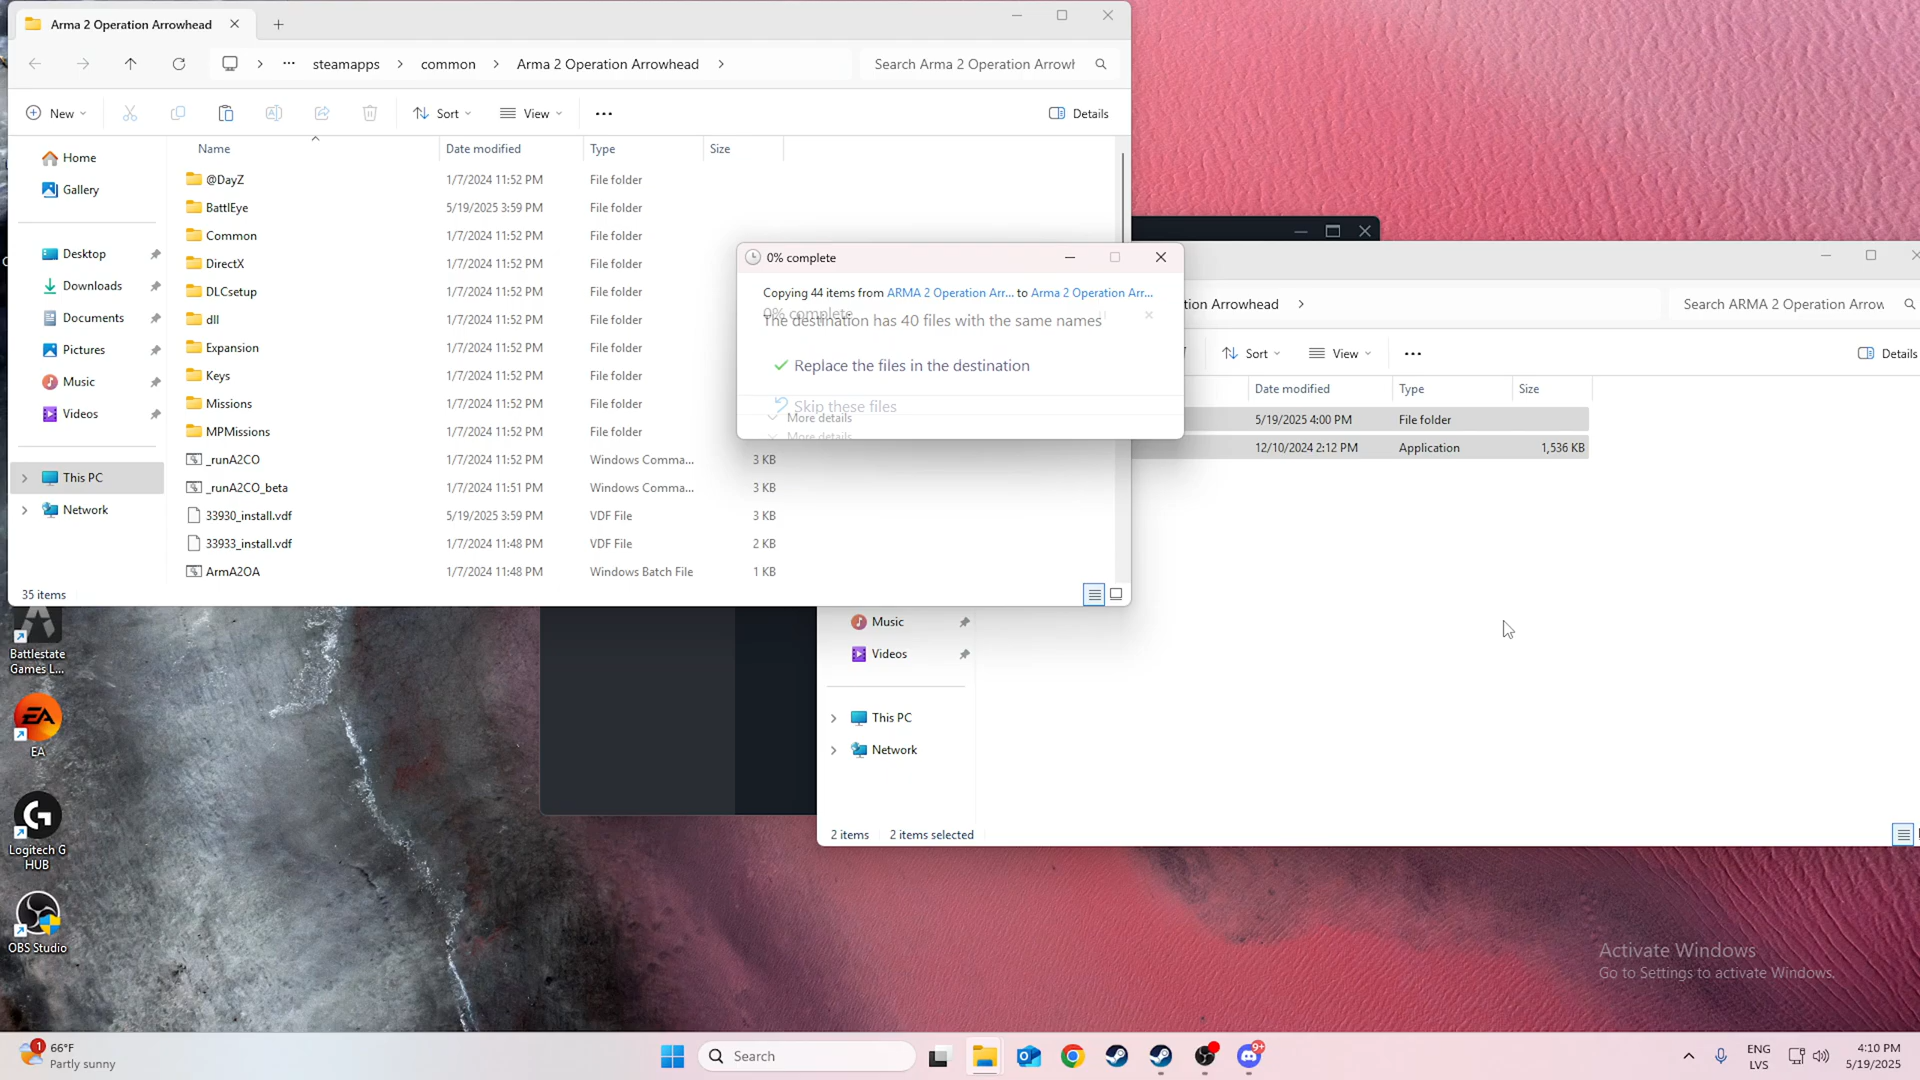 Arma 2 Operation Arrowhead
steamapps
common
Arma 2 Operation Arrowhead
Search Arma 2 Operation Arrowh
New
Sort
View
Details
Name
Date modified
Type
Size
Home
Gallery
Desktop
Downloads
Documents
Pictures
Music
Videos
This PC
Network
@DayZ 1/7/2024 11:52 PM File folder
BattlEye 5/19/2025 3:59 PM File folder
Common 1/7/2024 11:52 PM File folder
DirectX 1/7/2024 11:52 PM File folder
DLCsetup 1/7/2024 11:52 PM File folder
dll 1/7/2024 11:52 PM File folder
Expansion 1/7/2024 11:52 PM File folder
Keys 1/7/2024 11:52 PM File folder
Missions 1/7/2024 11:52 PM File folder
MPMissions 1/7/2024 11:52 PM File folder
_runA2CO 1/7/2024 11:52 PM Windows Comma... 3 KB
_runA2CO_beta 1/7/2024 11:51 PM Windows Comma... 3 KB
33930_install.vdf 5/19/2025 3:59 PM VDF File 3 KB
33933_install.vdf 1/7/2024 11:48 PM VDF File 2 KB
ArmA2OA 1/7/2024 11:48 PM Windows Batch File 1 KB
35 items
0% complete
Copying 44 items from ARMA 2 Operation Arr... to Arma 2 Operation Arr...
0% complete
The destination has 40 files with the same names
Replace the files in the destination
Skip these files
More details
More details
tion Arrowhead
Search ARMA 2 Operation Arrow
Sort
View
Details
Date modified
Type
Size
5/19/2025 4:00 PM File folder
12/10/2024 2:12 PM Application 1,536 KB
Music
Videos
This PC
Network
2 items 2 items selected
Battlestate
Games L...
EA
EA
Logitech G
HUB
OBS Studio
Activate Windows
Go to Settings to activate Windows.
1
66°F
Partly sunny
Search
9+
ENG
LVS
4:10 PM
5/19/2025